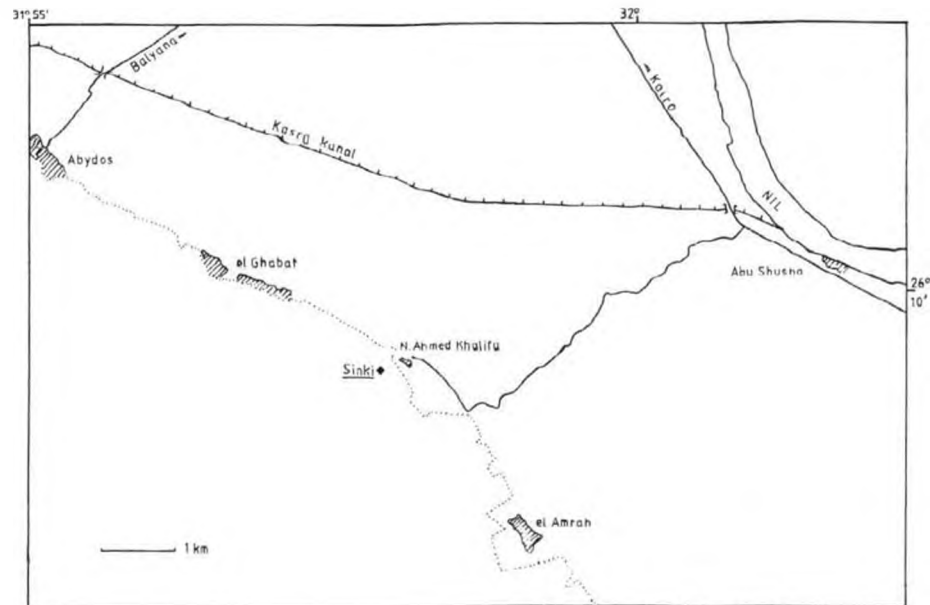 31° 55'
32°
Balyana
Kairo
Kasra kunal
Abydos
NIL
el Ghabat
Abu Shusha
26°
10'
N. Ahmed Khalifa
Sinki
el Amrah
1 km